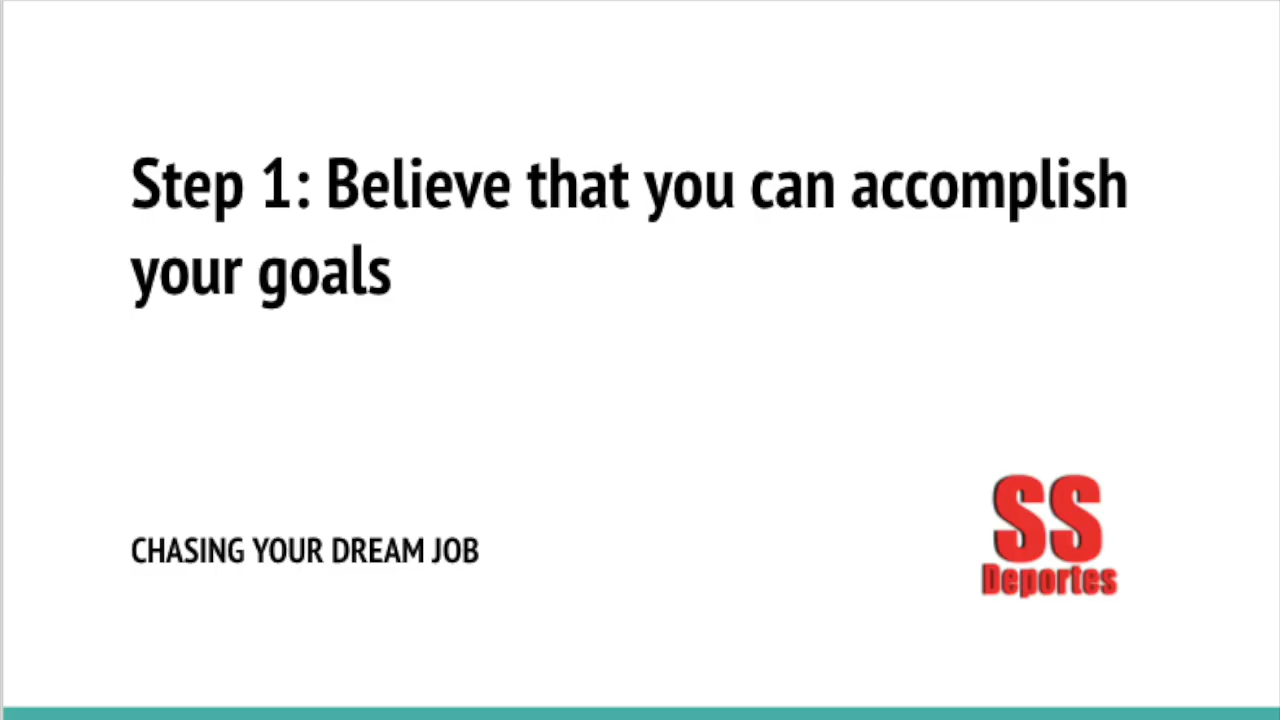 Step 1: Believe that you can accomplish
your goals
CHASING YOUR DREAM JOB
SS
Deportes